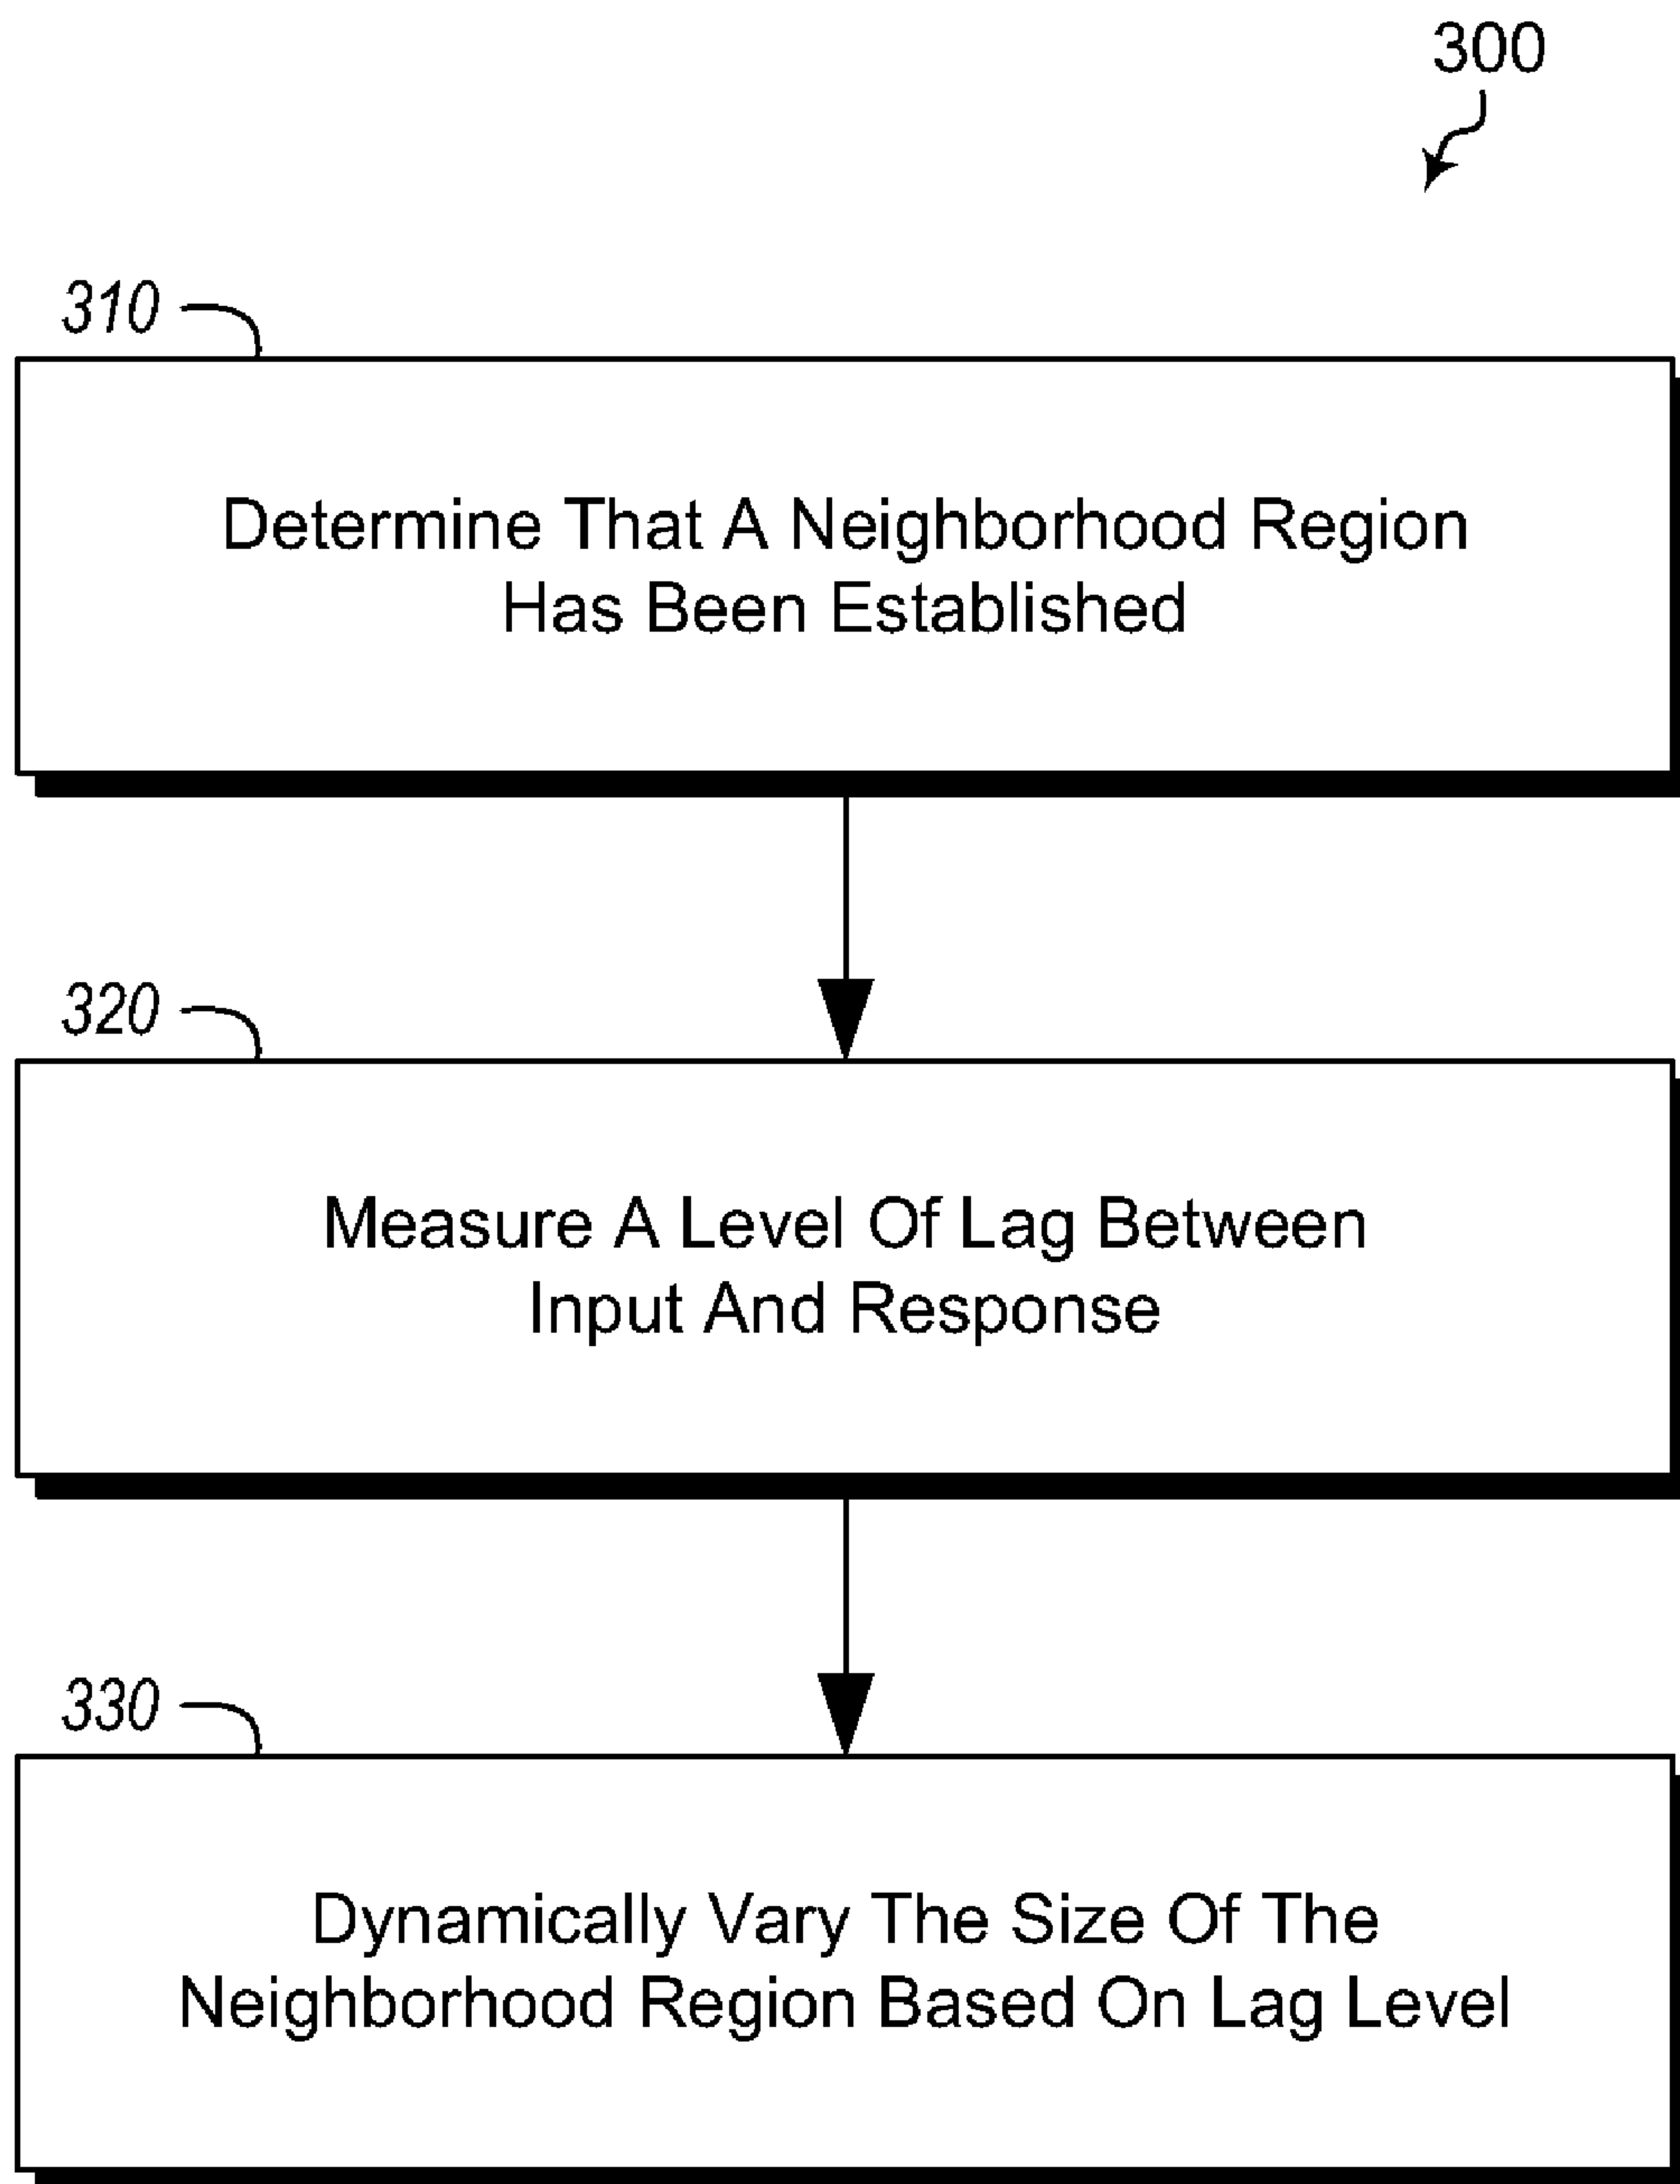 300
310
Determine That A Neighborhood Region
Has Been Established
320
Measure A Level Of Lag Between
Input And Response
330
Dynamically Vary The Size Of The
Neighborhood Region Based On Lag Level